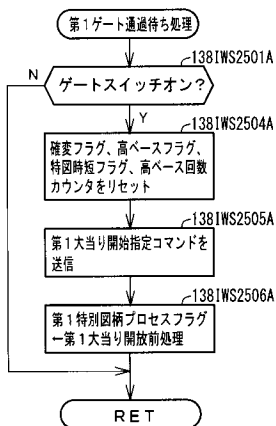 第1ゲート通過待ち処理
138IWS2501A
N
ゲートスイッチオン？
Y
138IWS2504A
確変フラグ、高ベースフラグ、
特図時短フラグ、高ベース回数
カウンタをリセット
138IWS2505A
第1大当り開始指定コマンドを
送信
138IWS2506A
第1特別図柄プロセスフラグ
←第1大当り開放前処理
RET